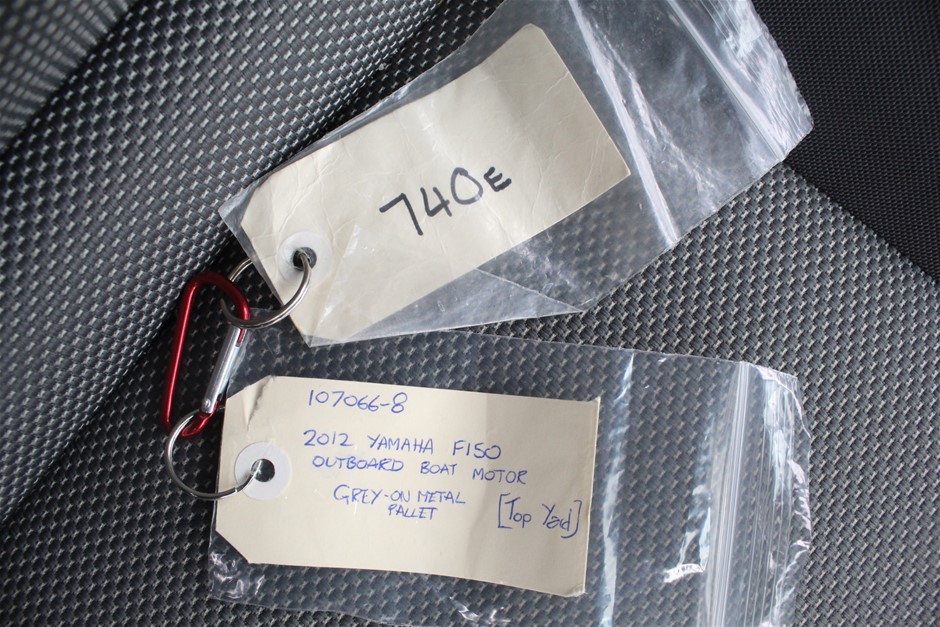 740E
107066-8
2012 YAMAHA F150
OUTBOARD BOAT MOTOR
GREY-ON METAL
PALLET
[Top Yard]